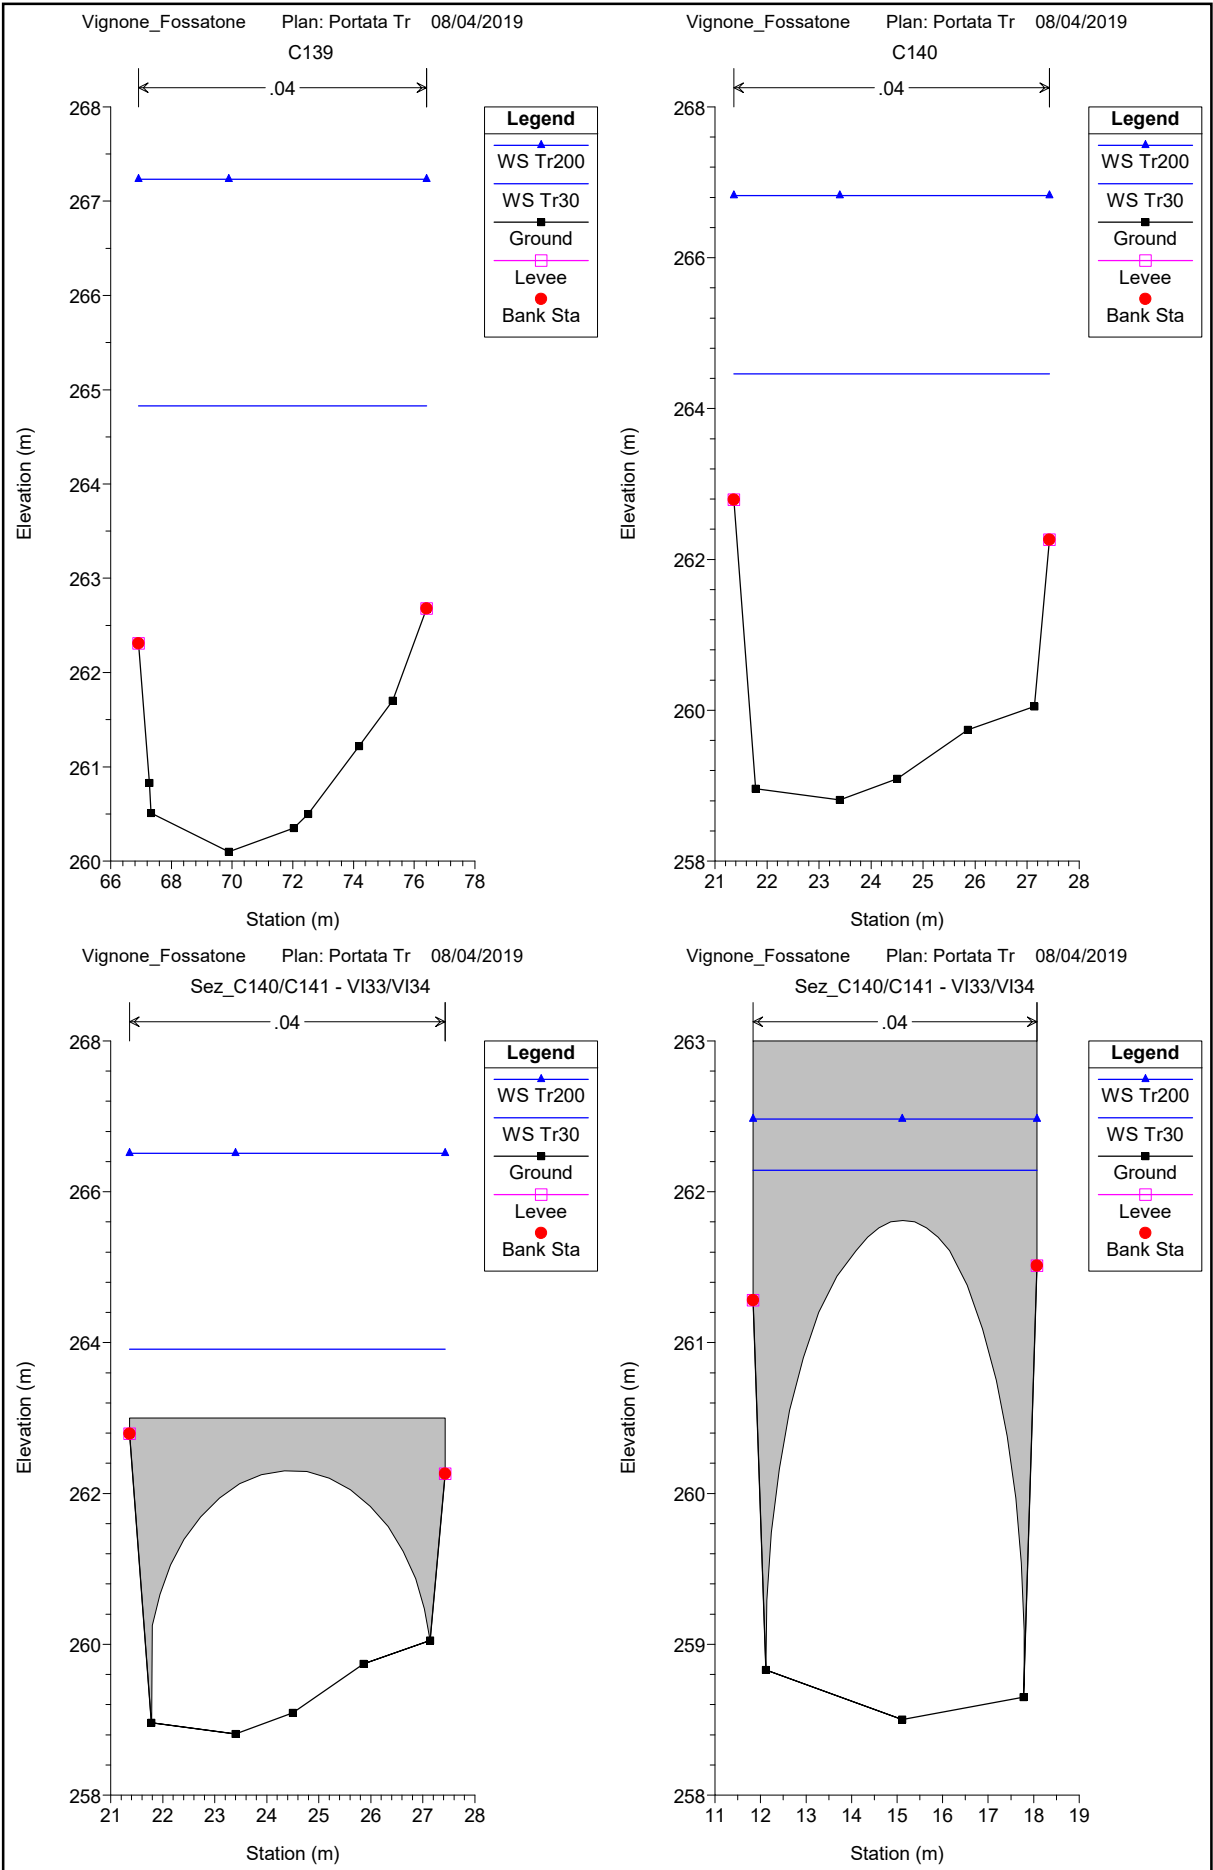 Vignone_Fossatone Plan: Portata Tr 08/04/2019
C139
.04
268
267
266
265
264
263
262
261
260
66 68 70 72 74 76 78
Elevation (m)
Station (m)
Legend
WS Tr200
WS Tr30
Ground
Levee
Bank Sta
Vignone_Fossatone Plan: Portata Tr 08/04/2019
C140
.04
268
266
264
262
260
258
21 22 23 24 25 26 27 28
Elevation (m)
Station (m)
Legend
WS Tr200
WS Tr30
Ground
Levee
Bank Sta
Vignone_Fossatone Plan: Portata Tr 08/04/2019
Sez_C140/C141 - VI33/VI34
.04
268
266
264
262
260
258
21 22 23 24 25 26 27 28
Elevation (m)
Station (m)
Legend
WS Tr200
WS Tr30
Ground
Levee
Bank Sta
Vignone_Fossatone Plan: Portata Tr 08/04/2019
Sez_C140/C141 - VI33/VI34
.04
263
262
261
260
259
258
11 12 13 14 15 16 17 18 19
Elevation (m)
Station (m)
Legend
WS Tr200
WS Tr30
Ground
Levee
Bank Sta